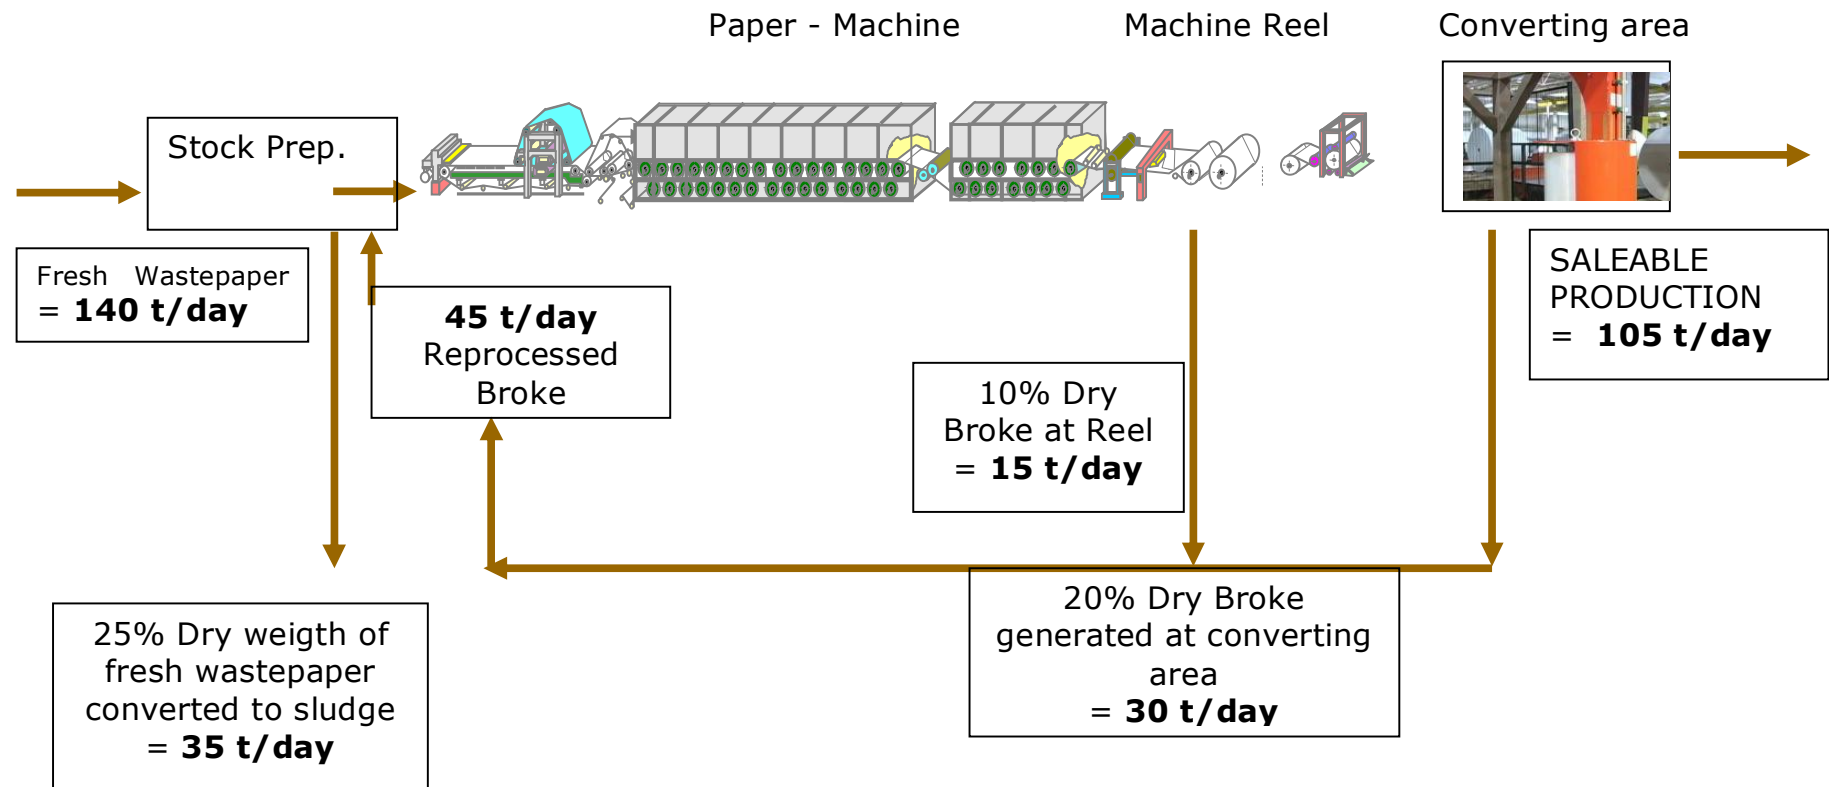 Paper - Machine
Machine Reel
Converting area
Stock Prep.
Fresh Wastepaper
= 140 t/day
45 t/day
Reprocessed
Broke
SALEABLE
PRODUCTION
= 105 t/day
10% Dry
Broke at Reel
= 15 t/day
20% Dry Broke
generated at converting
area
= 30 t/day
25% Dry weigth of
fresh wastepaper
converted to sludge
= 35 t/day